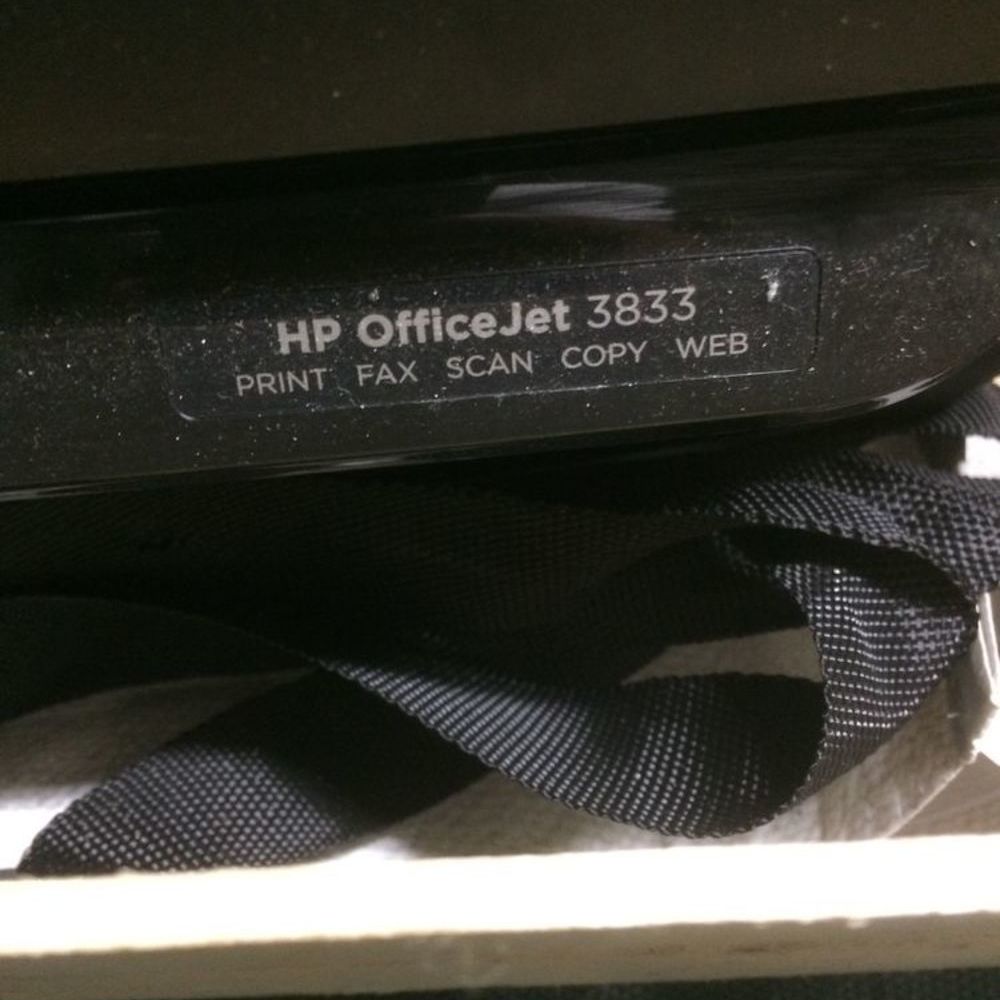 HP OfficeJet 3833
PRINT FAX SCAN COPY WEB